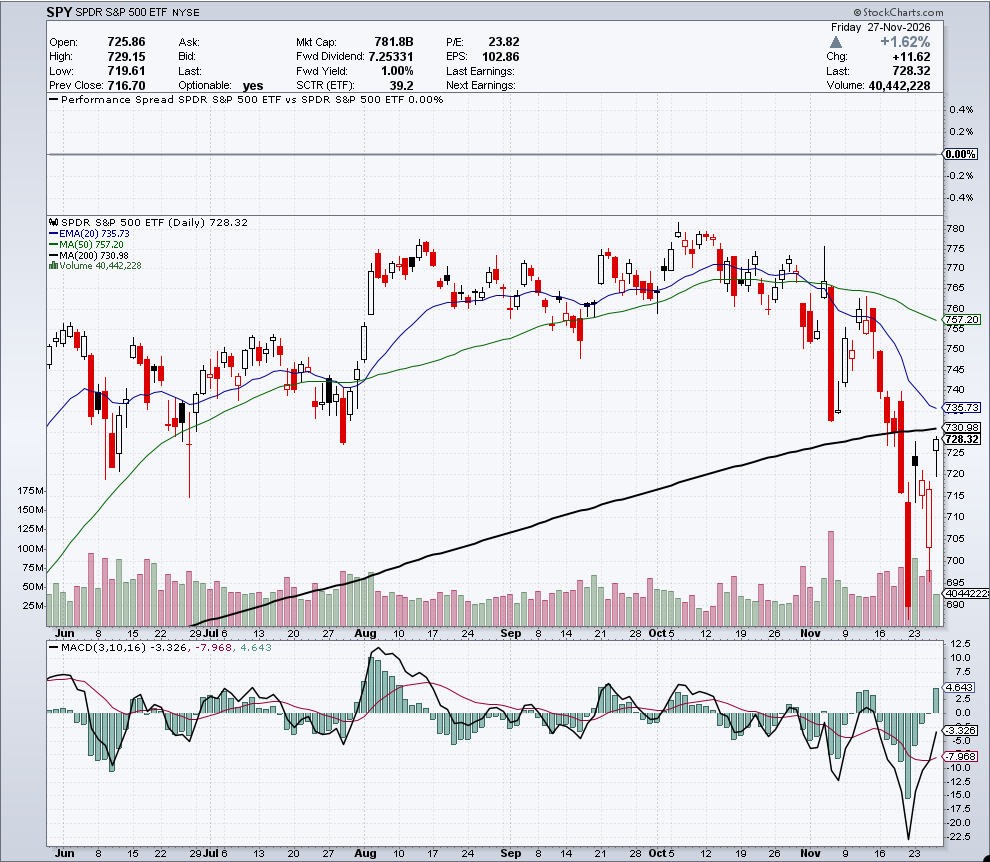 SPY SPDR S&P 500 ETF NYSE
© StockCharts.com
Friday 27-Nov-2026
Open: 725.86 Ask: Mkt Cap: 781.8B P/E: 23.82 +1.62%
High: 729.15 Bid: Fwd Dividend: 7.25331 EPS: 102.86 Chg: +11.62
Low: 719.61 Last: Fwd Yield: 1.00% Last Earnings: Last: 728.32
Prev Close: 716.70 Optionable: yes SCTR (ETF): 39.2 Next Earnings: Volume: 40,442,228
Performance Spread SPDR S&P 500 ETF vs SPDR S&P 500 ETF 0.00%
0.4%
0.2%
0.00%
-0.2%
-0.4%
SPDR S&P 500 ETF (Daily) 728.32
EMA(20) 735.73
MA(50) 757.20
MA(200) 730.98
Volume 40,442,228
780
775
770
765
760
757.20
755
750
745
740
735.73
730.98
728.32
725
720
715
710
705
700
695
40442228
690
175M
150M
125M
100M
75M
50M
25M
Jun 8 15 22 29 Jul 6 13 20 27 Aug 10 17 24 Sep 8 14 21 28 Oct 5 12 19 26 Nov 9 16 23
MACD(3,10,16) -3.326, -7.968, 4.643
12.5
10.0
7.5
4.643
2.5
0.0
-3.326
-5.0
-7.968
-10.0
-12.5
-15.0
-17.5
-20.0
-22.5
Jun 8 15 22 29 Jul 6 13 20 27 Aug 10 17 24 Sep 8 14 21 28 Oct 5 12 19 26 Nov 9 16 23